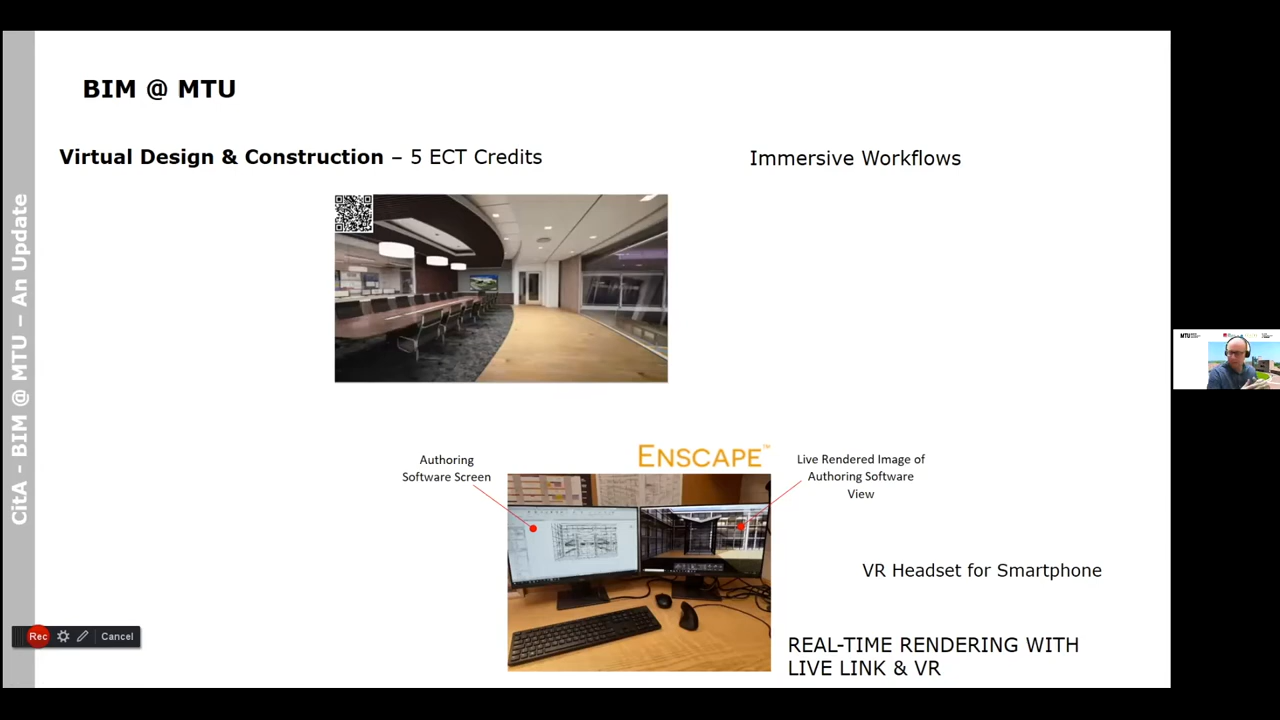 BIM @ MTU
Virtual Design & Construction – 5 ECT Credits
Immersive Workflows
CitA - BIM @ MTU – An Update
MTU
ENSCAPE™
Authoring
Software Screen
Live Rendered Image of
Authoring Software
View
VR Headset for Smartphone
REAL-TIME RENDERING WITH
LIVE LINK & VR
Rec
Cancel